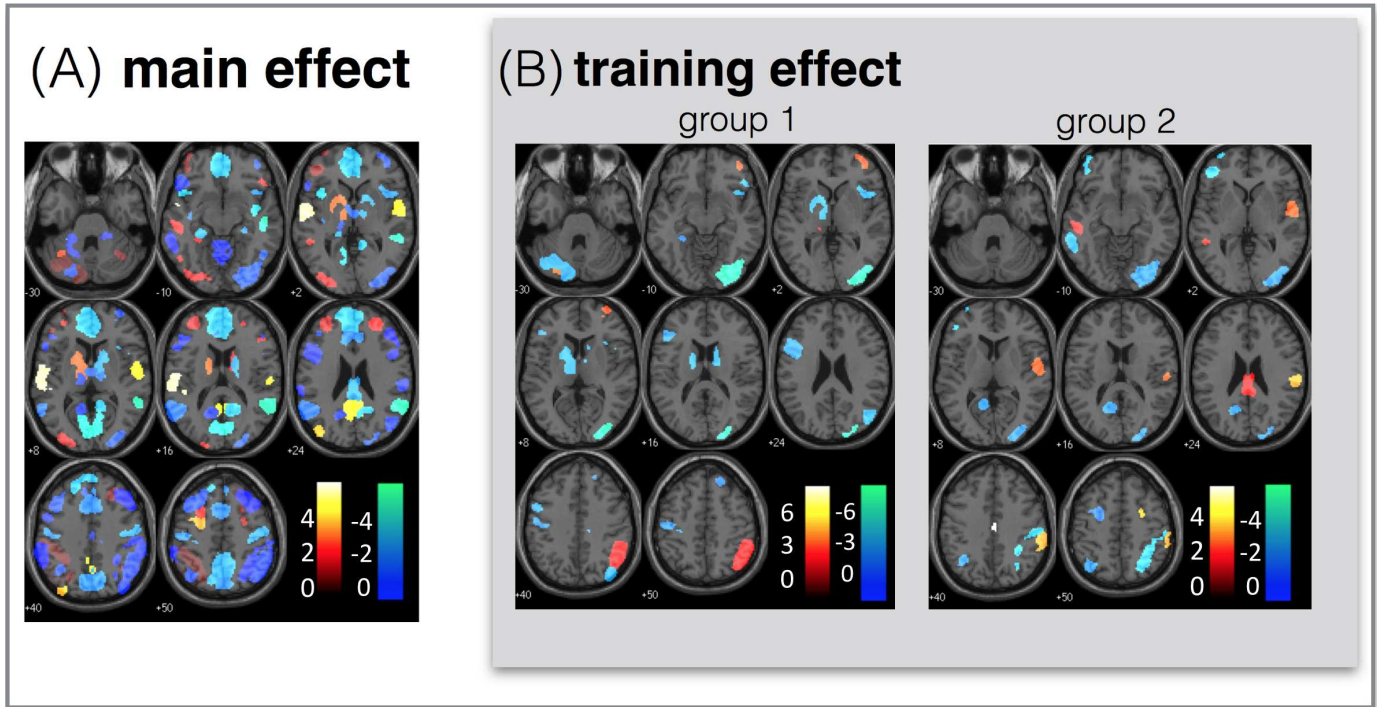 (A) main effect
(B) training effect
group 1
group 2
-30 -10 +2
+8 +16 +24
+40 +50
4 -4
2 -2
0 0
-30 -10 +2
+8 +16 +24
+40 +50
6 -6
3 -3
0 0
-30 -10 +2
+8 +16 +24
+40 +50
4 -4
2 -2
0 0